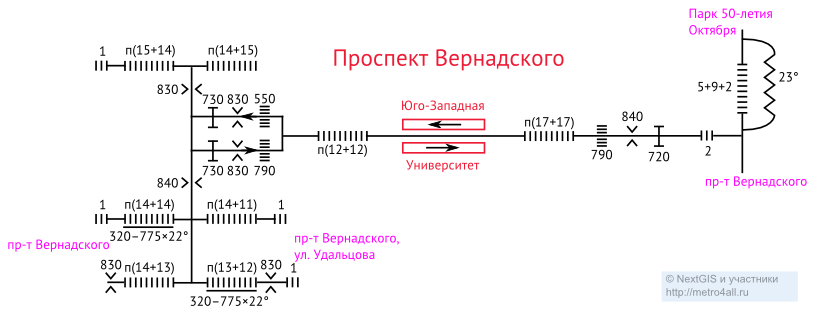 Парк 50-летия
Октября
Проспект Вернадского
1 п(15+14) п(14+15)
23°
5+9+2
830
730 830 550
Юго-Западная
840
п(17+17)
п(12+12)
790
720
2
Университет
730 830 790
840
пр-т Вернадского
1 п(14+14) п(14+11) 1
320–775×22°
пр-т Вернадского
пр-т Вернадского,
ул. Удальцова
830 п(14+13) п(13+12) 830 1
320–775×22°
© NextGIS и участники
http://metro4all.ru